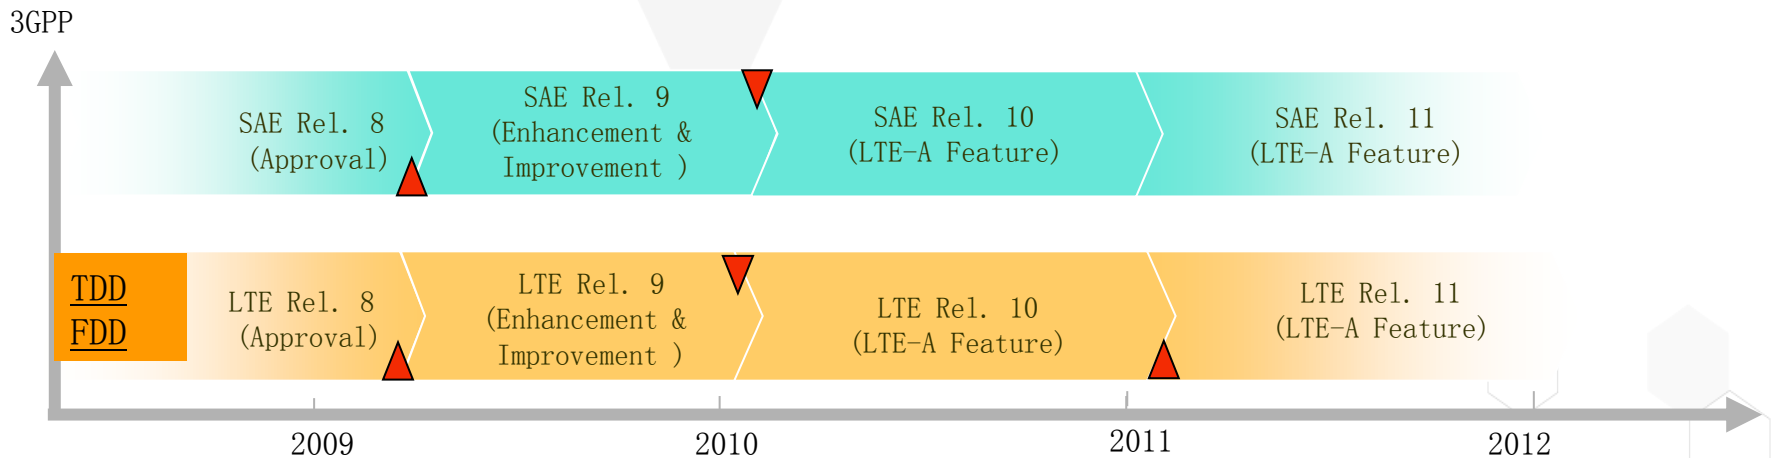 3GPP
SAE Rel. 8
(Approval)
SAE Rel. 9
(Enhancement &
Improvement )
SAE Rel. 10
(LTE-A Feature)
SAE Rel. 11
(LTE-A Feature)
TDD
FDD
LTE Rel. 8
(Approval)
LTE Rel. 9
(Enhancement &
Improvement )
LTE Rel. 10
(LTE-A Feature)
LTE Rel. 11
(LTE-A Feature)
2009
2010
2011
2012